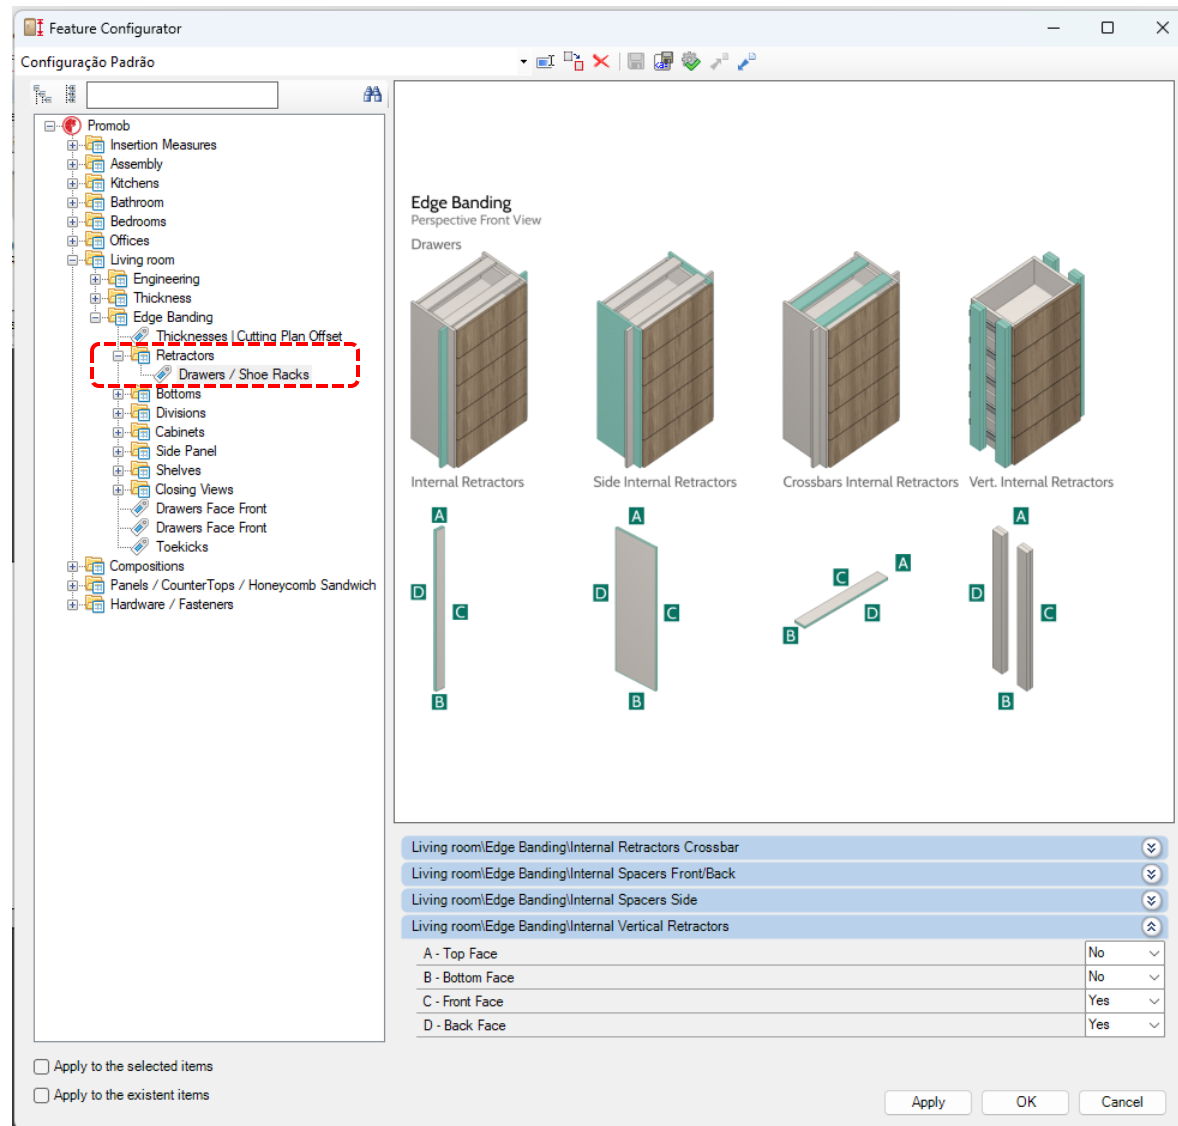 Feature Configurator
Configuração Padrão
Promob
Insertion Measures
Assembly
Kitchens
Bathroom
Bedrooms
Offices
Living room
Engineering
Thickness
Edge Banding
Thicknesses | Cutting Plan Offset
Retractors
Drawers / Shoe Racks
Bottoms
Divisions
Cabinets
Side Panel
Shelves
Closing Views
Drawers Face Front
Drawers Face Front
Toekicks
Compositions
Panels / CounterTops / Honeycomb Sandwich
Hardware / Fasteners
Edge Banding
Perspective Front View
Drawers
Internal Retractors Side Internal Retractors Crossbars Internal Retractors Vert. Internal Retractors
A
D
C
B
A
D
C
B
A
C
D
B
A
D
C
B
Living room\Edge Banding\Internal Retractors Crossbar
Living room\Edge Banding\Internal Spacers Front/Back
Living room\Edge Banding\Internal Spacers Side
Living room\Edge Banding\Internal Vertical Retractors
A - Top Face No
B - Bottom Face No
C - Front Face Yes
D - Back Face Yes
Apply to the selected items
Apply to the existent items
Apply OK Cancel